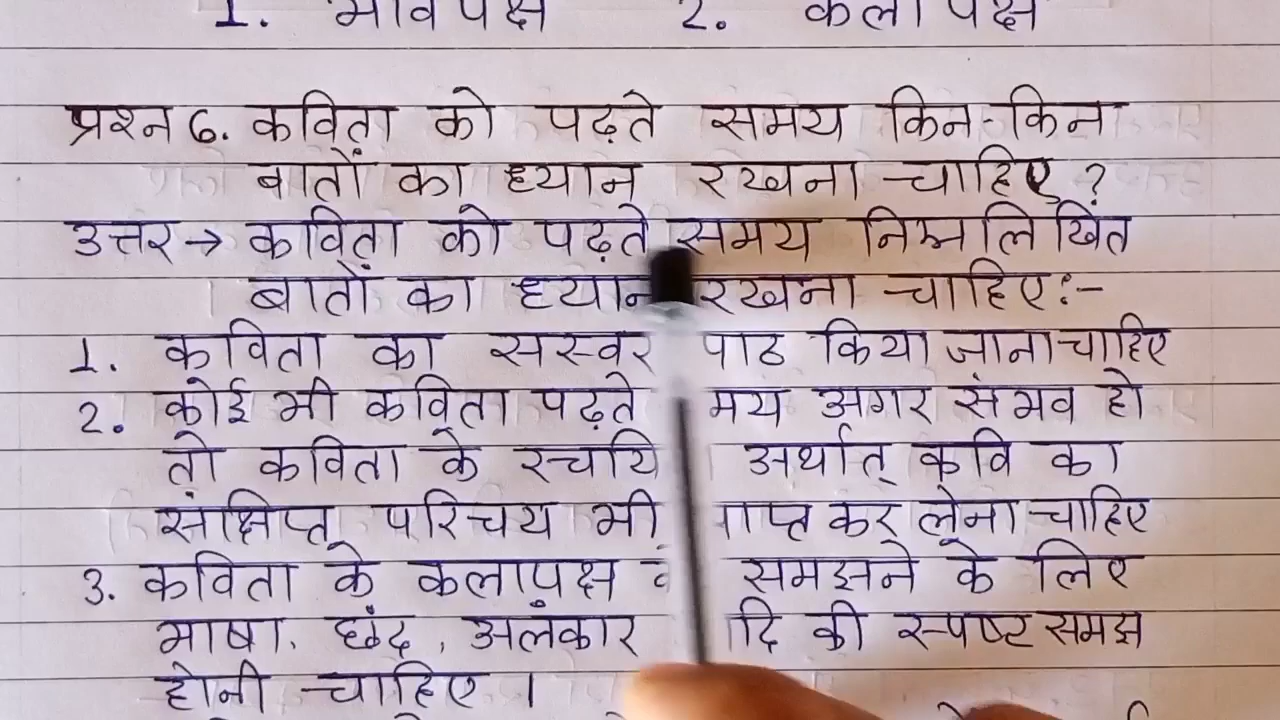 1. भावपक्ष 2. कलापक्ष
प्रश्न 6. कविता को पढ़ते समय किन-किन
बातों का ध्यान रखना चाहिए ?
उत्तर → कविता को पढ़ते समय निम्नलिखित
बातों का ध्यान रखना चाहिए:-
1. कविता का सस्वर पाठ किया जाना चाहिए
2. कोई भी कविता पढ़ते मय अगर संभव हो
तो कविता के रचयि अर्थात् कवि का
संक्षिप्त परिचय भी कर लेना चाहिए
3. कविता के कलापक्ष समझने के लिए
भाषा, छंद, अलंकार दि की स्पष्ट समझ
होनी चाहिए ।